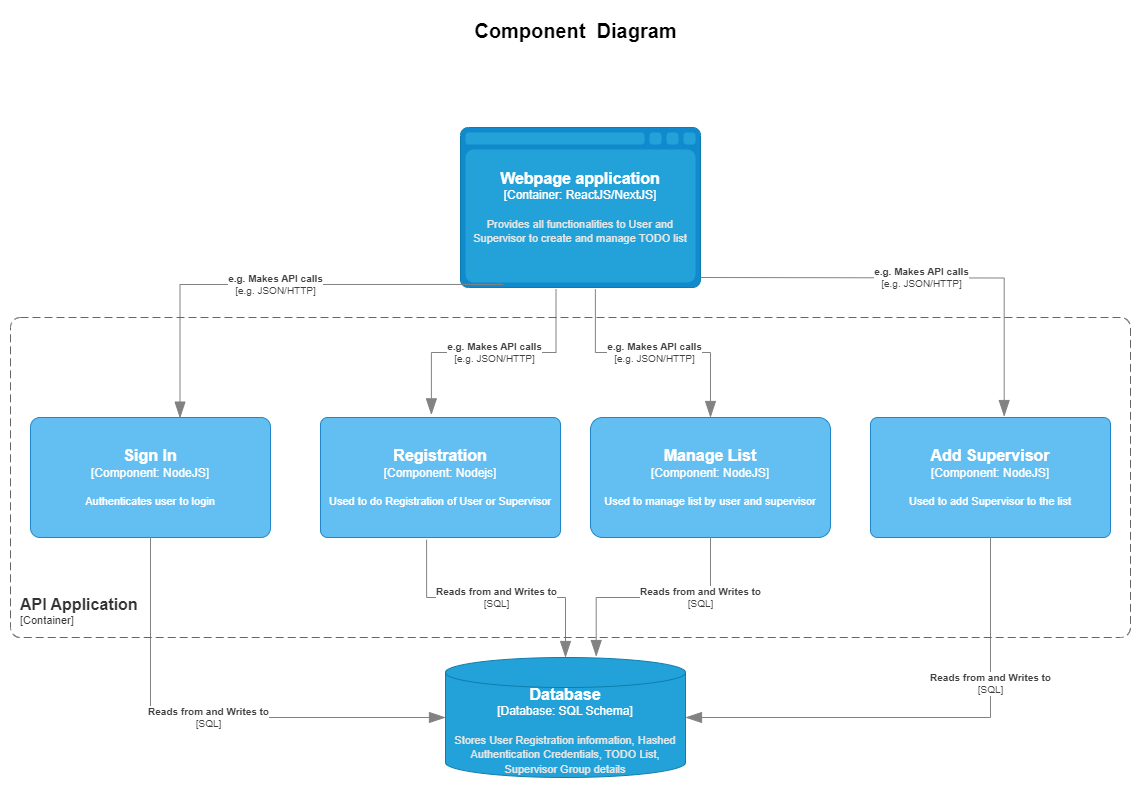 Component  Diagram
Webpage application
[Container: ReactJS/NextJS]
Provides all functionalities to User and
Supervisor to create and manage TODO list
e.g. Makes API calls
[e.g. JSON/HTTP]
e.g. Makes API calls
[e.g. JSON/HTTP]
e.g. Makes API calls
[e.g. JSON/HTTP]
e.g. Makes API calls
[e.g. JSON/HTTP]
Sign In
[Component: NodeJS]
Authenticates user to login
Registration
[Component: Nodejs]
Used to do Registration of User or Supervisor
Manage List
[Component: NodeJS]
Used to manage list by user and supervisor
Add Supervisor
[Component: NodeJS]
Used to add Supervisor to the list
API Application
[Container]
Reads from and Writes to
[SQL]
Reads from and Writes to
[SQL]
Reads from and Writes to
[SQL]
Reads from and Writes to
[SQL]
Database
[Database: SQL Schema]
Stores User Registration information, Hashed
Authentication Credentials, TODO List,
Supervisor Group details